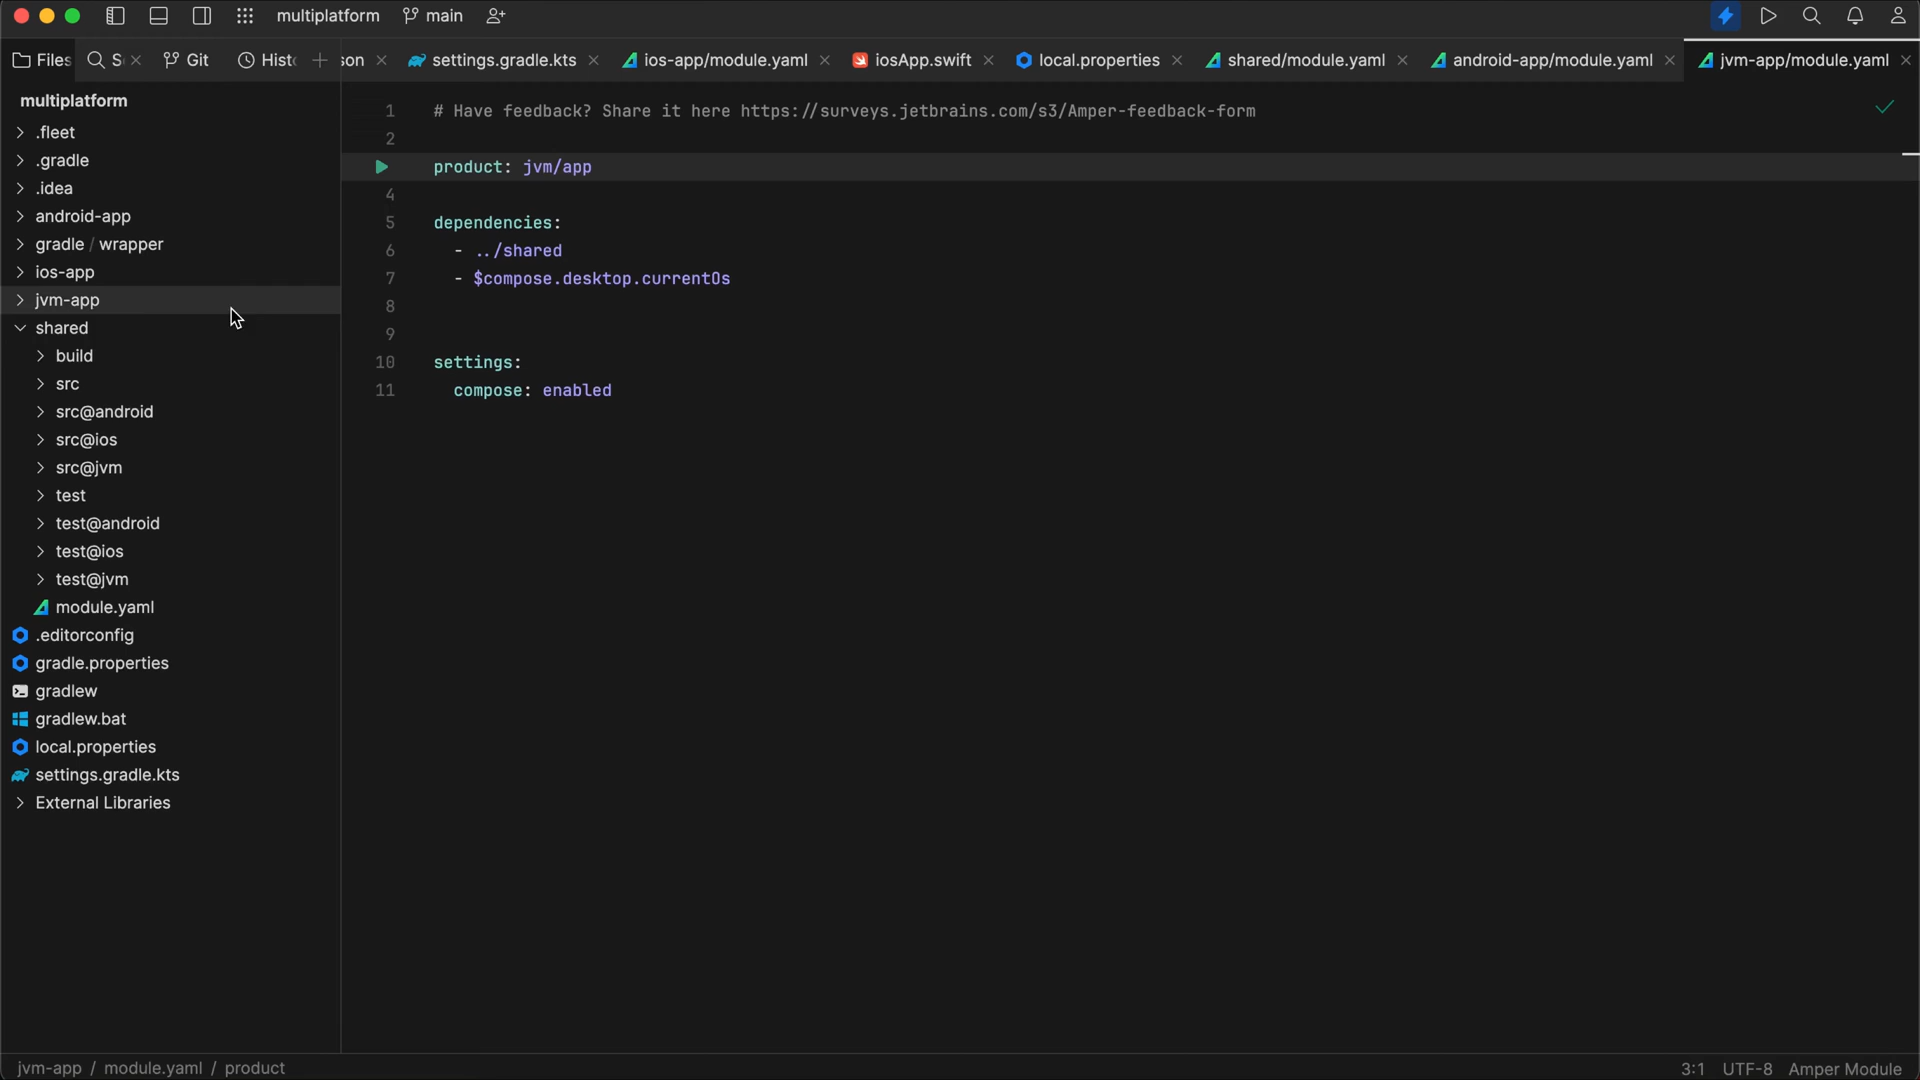 multiplatform main
Files S Git Histo son settings.gradle.kts ios-app/module.yaml iosApp.swift local.properties shared/module.yaml android-app/module.yaml jvm-app/module.yaml
multiplatform
.fleet
.gradle
.idea
android-app
gradle / wrapper
ios-app
jvm-app
shared
build
src
src@android
src@ios
src@jvm
test
test@android
test@ios
test@jvm
module.yaml
.editorconfig
gradle.properties
gradlew
gradlew.bat
local.properties
settings.gradle.kts
External Libraries
1 # Have feedback? Share it here https://surveys.jetbrains.com/s3/Amper-feedback-form
2
product: jvm/app
4
5 dependencies:
6 - ../shared
7 - $compose.desktop.currentOs
8
9
10 settings:
11 compose: enabled
jvm-app / module.yaml / product 3:1 UTF-8 Amper Module